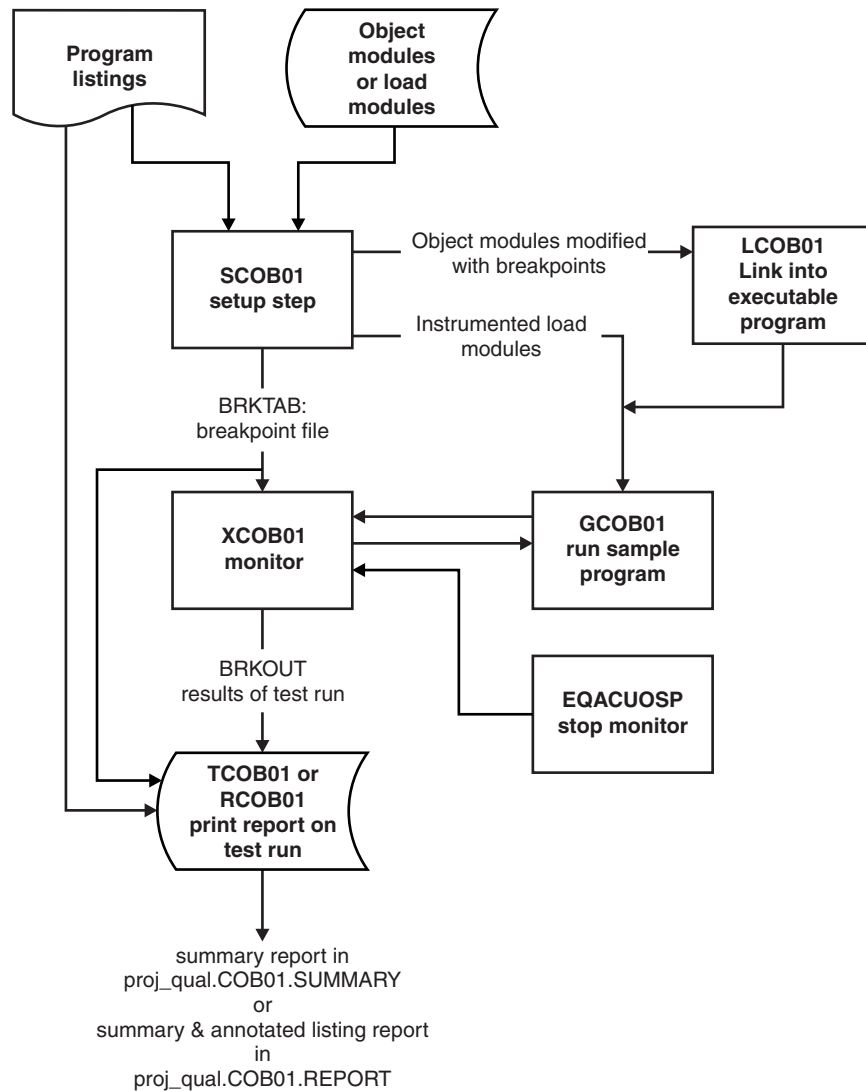 Program
listings
Object
modules
or load
modules
SCOB01
setup step
Object modules modified
with breakpoints
LCOB01
Link into
executable
program
Instrumented load
modules
BRKTAB:
breakpoint file
XCOB01
monitor
GCOB01
run sample
program
BRKOUT
results of test run
EQACUOSP
stop monitor
TCOB01 or
RCOB01
print report on
test run
summary report in
proj_qual.COB01.SUMMARY
or
summary & annotated listing report
in
proj_qual.COB01.REPORT